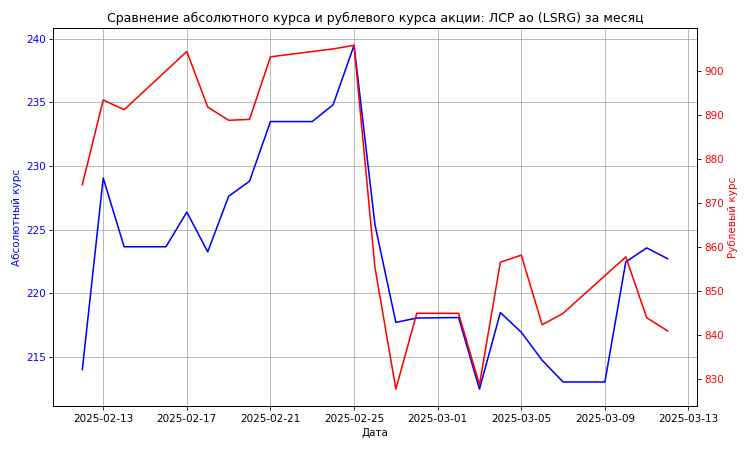 Сравнение абсолютного курса и рублевого курса акции: ЛСР ао (LSRG) за месяц
240
235
230
225
220
215
Абсолютный курс
900
890
880
870
860
850
840
830
Рублевый курс
2025-02-13 2025-02-17 2025-02-21 2025-02-25 2025-03-01 2025-03-05 2025-03-09 2025-03-13
Дата